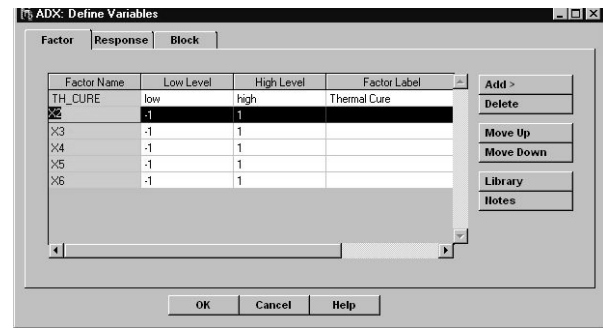 ADX: Define Variables
Factor Response Block
Factor Name Low Level High Level Factor Label
TH_CURE low high Thermal Cure
X2 -1 1
X3 -1 1
X4 -1 1
X5 -1 1
X6 -1 1
Add >
Delete
Move Up
Move Down
Library
Notes
OK Cancel Help